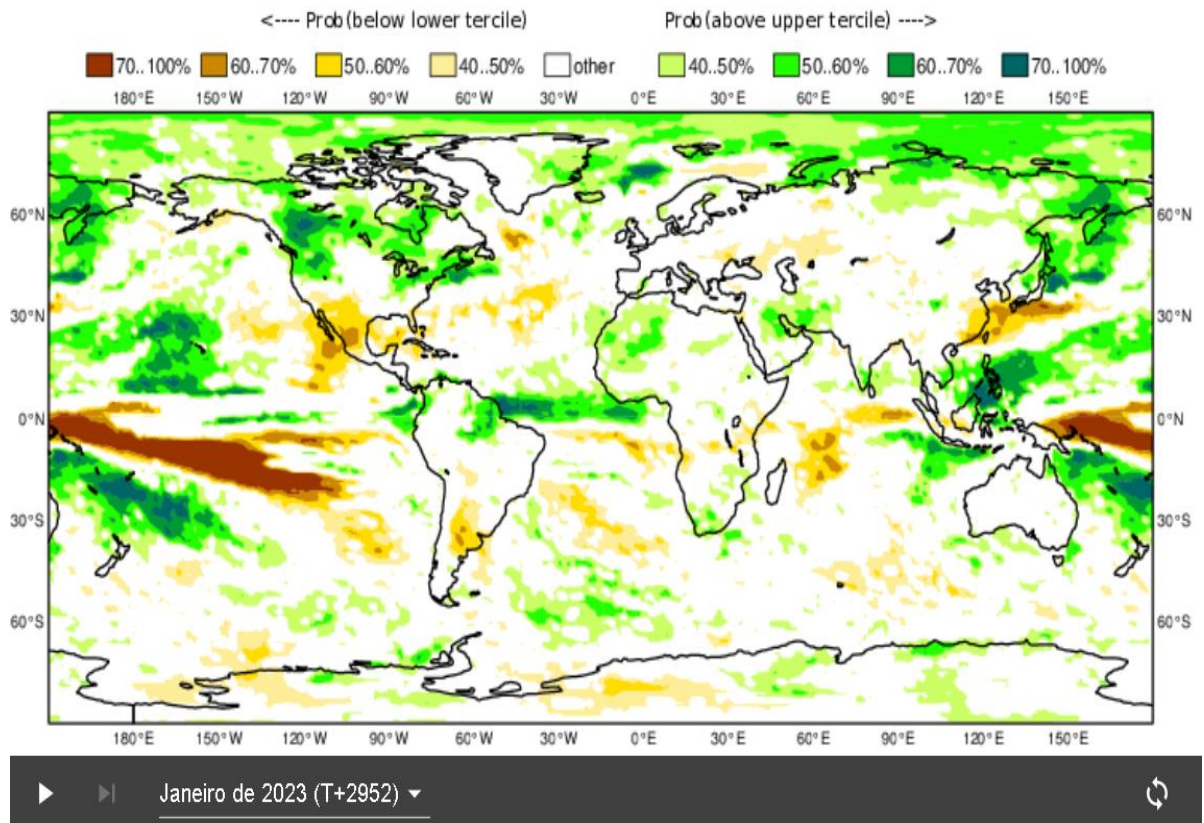 <---- Prob(below lower tercile) Prob(above upper tercile) ---->
70..100% 60..70% 50..60% 40..50% other 40..50% 50..60% 60..70% 70..100%
180°E 150°W 120°W 90°W 60°W 30°W 0°E 30°E 60°E 90°E 120°E 150°E
60°N 60°N
30°N 30°N
0°N 0°N
30°S 30°S
60°S 60°S
180°E 150°W 120°W 90°W 60°W 30°W 0°E 30°E 60°E 90°E 120°E 150°E
Janeiro de 2023 (T+2952)